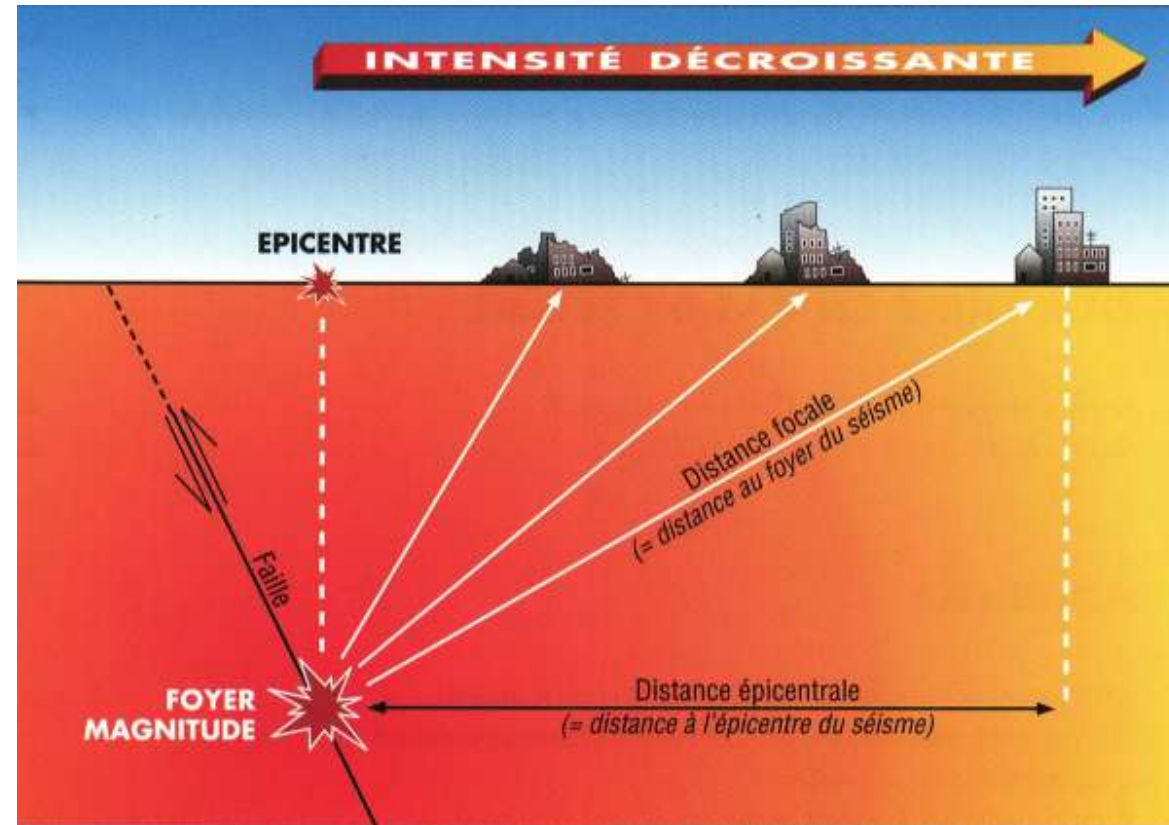 INTENSITÉ DÉCROISSANTE
EPICENTRE
Distance focale
(= distance au foyer du séisme)
Faille
FOYER
MAGNITUDE
Distance épicentrale
(= distance à l'épicentre du séisme)